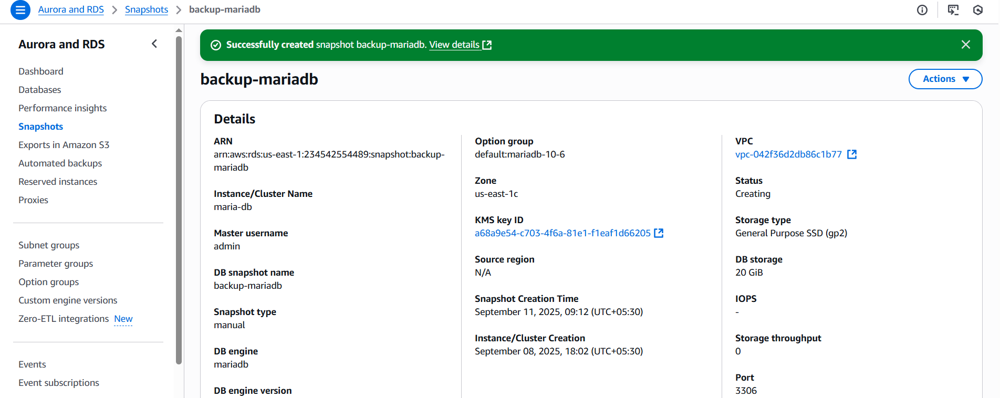 Aurora and RDS > Snapshots > backup-mariadb
Aurora and RDS
Dashboard
Databases
Performance insights
Snapshots
Exports in Amazon S3
Automated backups
Reserved instances
Proxies
Subnet groups
Parameter groups
Option groups
Custom engine versions
Zero-ETL integrations New
Events
Event subscriptions
Successfully created snapshot backup-mariadb. View details
backup-mariadb
Actions
Details
ARN
arn:aws:rds:us-east-1:234542554489:snapshot:backup-
mariadb
Instance/Cluster Name
maria-db
Master username
admin
DB snapshot name
backup-mariadb
Snapshot type
manual
DB engine
mariadb
DB engine version
Option group
default:mariadb-10-6
Zone
us-east-1c
KMS key ID
a68a9e54-c703-4f6a-81e1-f1eaf1d66205
Source region
N/A
Snapshot Creation Time
September 11, 2025, 09:12 (UTC+05:30)
Instance/Cluster Creation
September 08, 2025, 18:02 (UTC+05:30)
VPC
vpc-042f36d2db86c1b77
Status
Creating
Storage type
General Purpose SSD (gp2)
DB storage
20 GiB
IOPS
-
Storage throughput
0
Port
3306